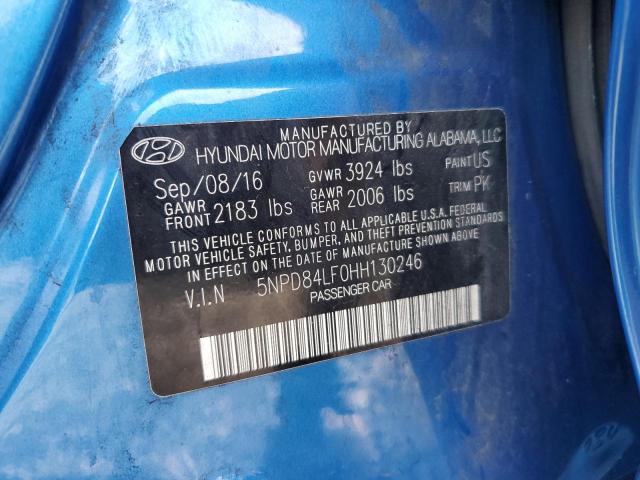 MANUFACTURED BY
HYUNDAI MOTOR MANUFACTURING ALABAMA, LLC
Sep/08/16 GVWR 3924 lbs PAINT US
GAWR FRONT 2183 lbs GAWR REAR 2006 lbs TRIM PK
THIS VEHICLE CONFORMS TO ALL APPLICABLE U.S.A. FEDERAL
MOTOR VEHICLE SAFETY, BUMPER, AND THEFT PREVENTION STANDARDS
IN EFFECT ON THE DATE OF MANUFACTURE SHOWN ABOVE.
V.I.N 5NPD84LF0HH130246
PASSENGER CAR